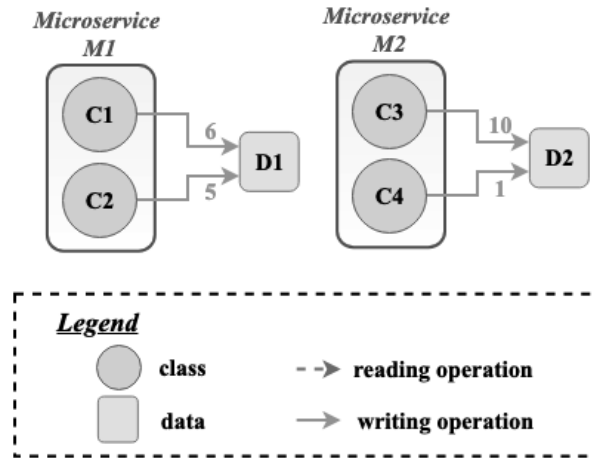 Microservice
M1
C1
6
D1
C2
5
Microservice
M2
C3
10
D2
C4
1
Legend
class
reading operation
data
writing operation